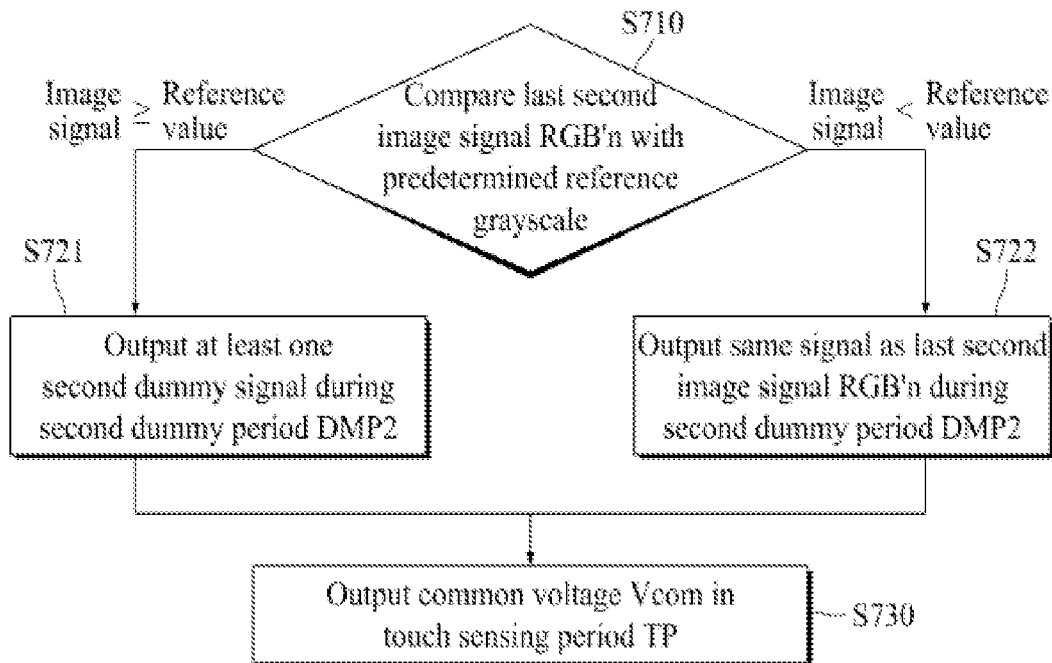 S710
Image signal ≥ Reference value
Compare last second
image signal RGB'n with
predetermined reference
grayscale
Image signal < Reference value
S721
S722
Output at least one
second dummy signal during
second dummy period DMP2
Output same signal as last second
image signal RGB'n during
second dummy period DMP2
Output common voltage Vcom in
touch sensing period TP
S730